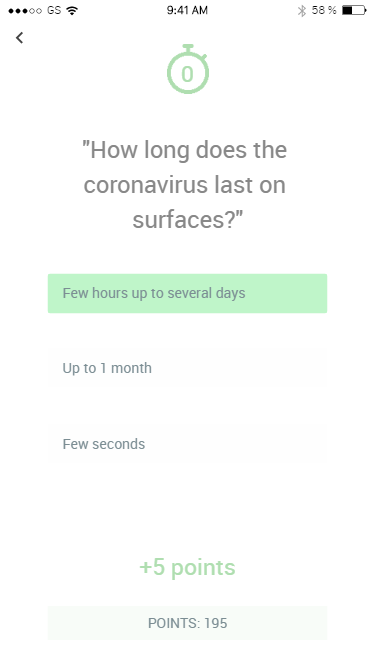 GS 9:41 AM 58 %
0
"How long does the
coronavirus last on
surfaces?"
Few hours up to several days
Up to 1 month
Few seconds
+5 points
POINTS: 195